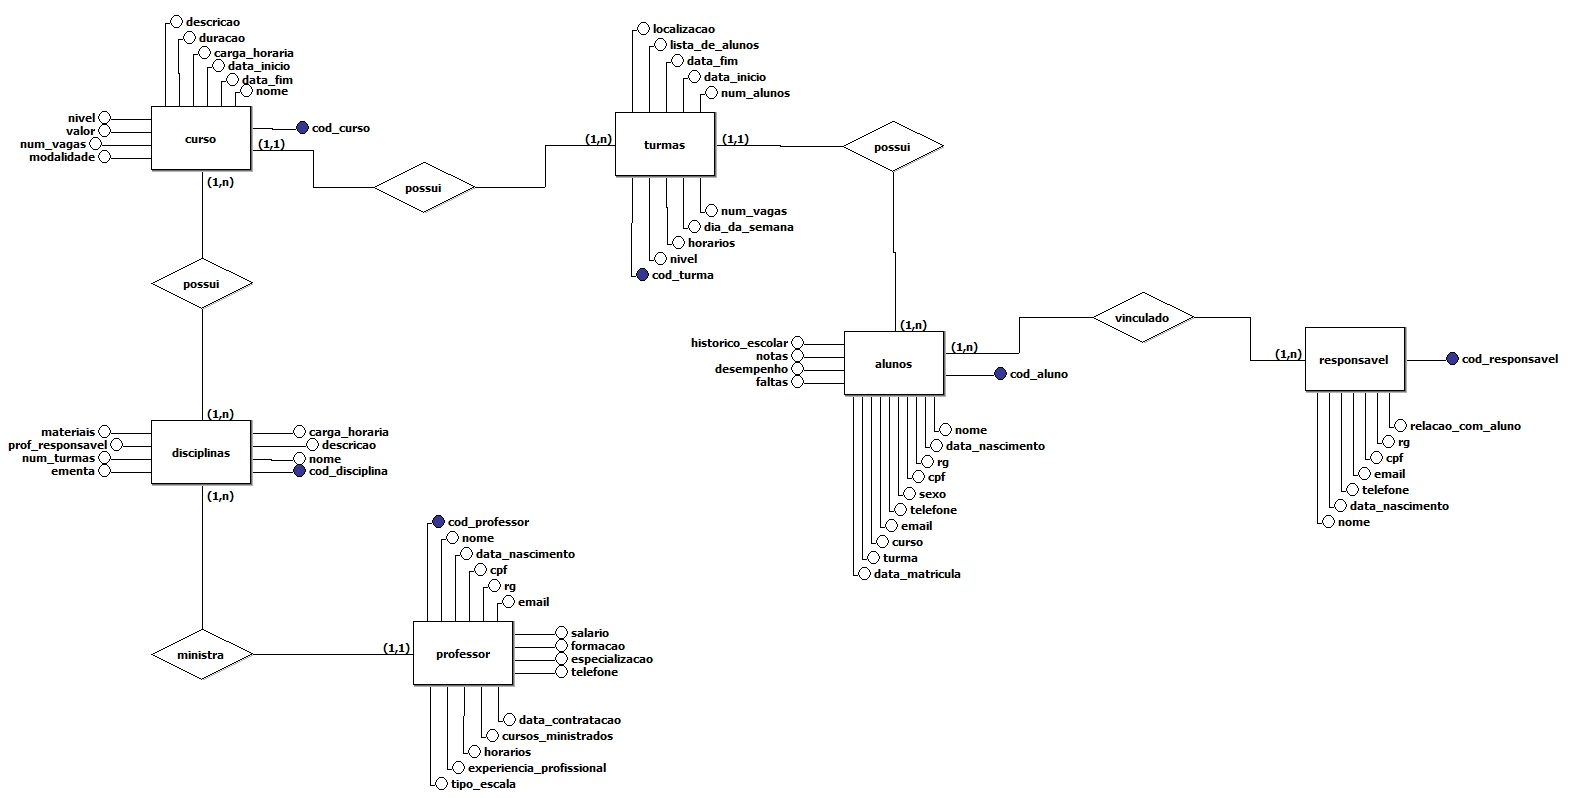 descricao
duracao
carga_horaria
data_inicio
data_fim
nome
nivel
valor
num_vagas
modalidade
curso
cod_curso
(1,1)
(1,n)
possui
(1,n)
localizacao
lista_de_alunos
data_fim
data_inicio
num_alunos
turmas
(1,1)
num_vagas
dia_da_semana
horarios
nivel
cod_turma
possui
(1,n)
possui
(1,n)
materiais
prof_responsavel
num_turmas
ementa
disciplinas
carga_horaria
descricao
nome
cod_disciplina
(1,n)
historico_escolar
notas
desempenho
faltas
alunos
(1,n)
cod_aluno
nome
data_nascimento
rg
cpf
sexo
telefone
email
curso
turma
data_matricula
vinculado
(1,n)
responsavel
cod_responsavel
relacao_com_aluno
rg
cpf
email
telefone
data_nascimento
nome
ministra
(1,1)
cod_professor
nome
data_nascimento
cpf
rg
email
professor
salario
formacao
especializacao
telefone
data_contratacao
cursos_ministrados
horarios
experiencia_profissional
tipo_escala